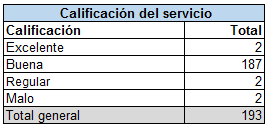 Calificación del servicio
Calificación Total
Excelente 2
Buena 187
Regular 2
Malo 2
Total general 193